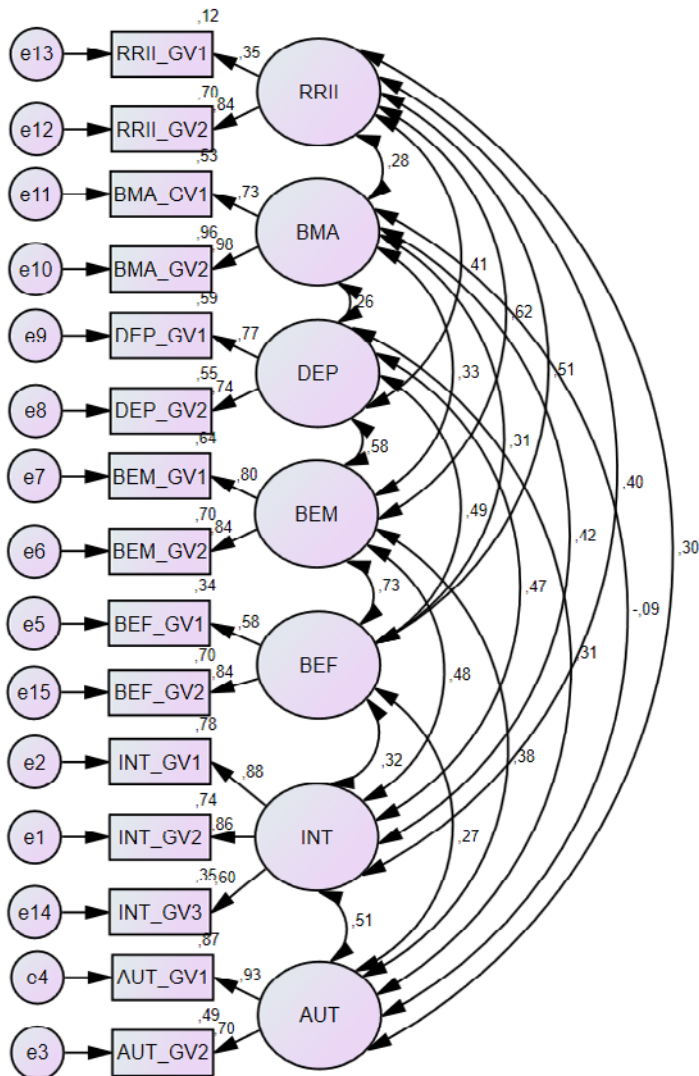 ,12
e13 RRII_GV1 ,35 RRII
,70
e12 RRII_GV2 ,84
,28
,53
e11 BMA_GV1 ,73 BMA
,96
e10 BMA_GV2
,41
,62
,26
,59
e9 DEP_GV1 ,77 DEP
,33
,51
,55
e8 DEP_GV2 ,74
,31
,58
,64
e7 BEM_GV1 ,80 BEM
,49
,40
,70
e6 BEM_GV2 ,84
,42
,30
,73
,47
,34
e5 BEF_GV1 ,58 BEF
-,09
,31
,70
e15 BEF_GV2 ,84
,48
,78
e2 INT_GV1 ,88
,32
,38
,74
e1 INT_GV2 ,86 INT
,27
,35
e14 INT_GV3 ,60
,51
,87
AUT_GV1 ,93 AUT
,49
e3 AUT_GV2 ,70